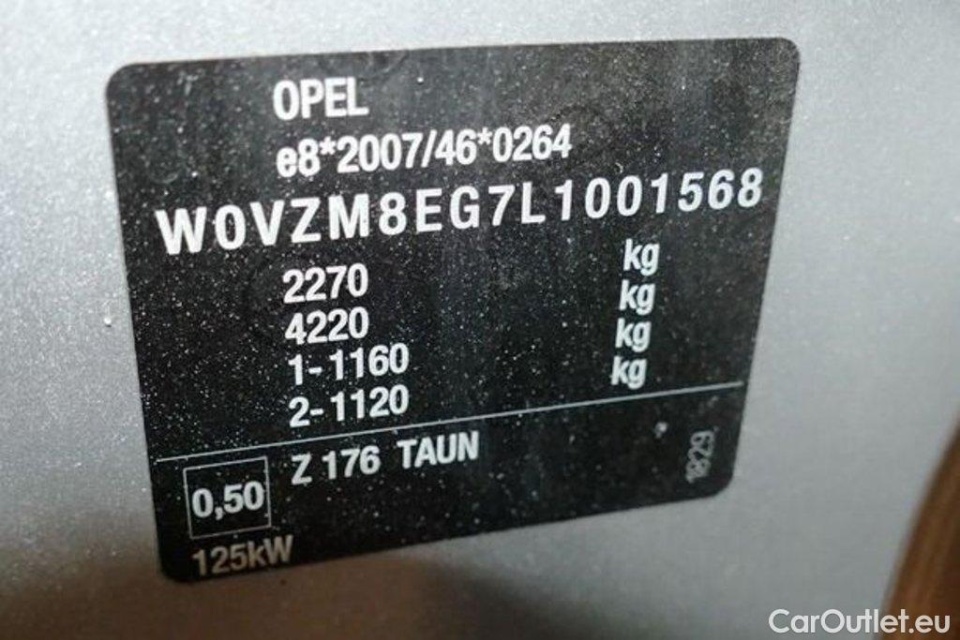 OPEL
e8*2007/46*0264
W0VZM8EG7L1001568
2270 kg
4220 kg
1-1160 kg
2-1120 kg
0,50 Z 176 TAUN
1829
125kW
CarOutlet.eu